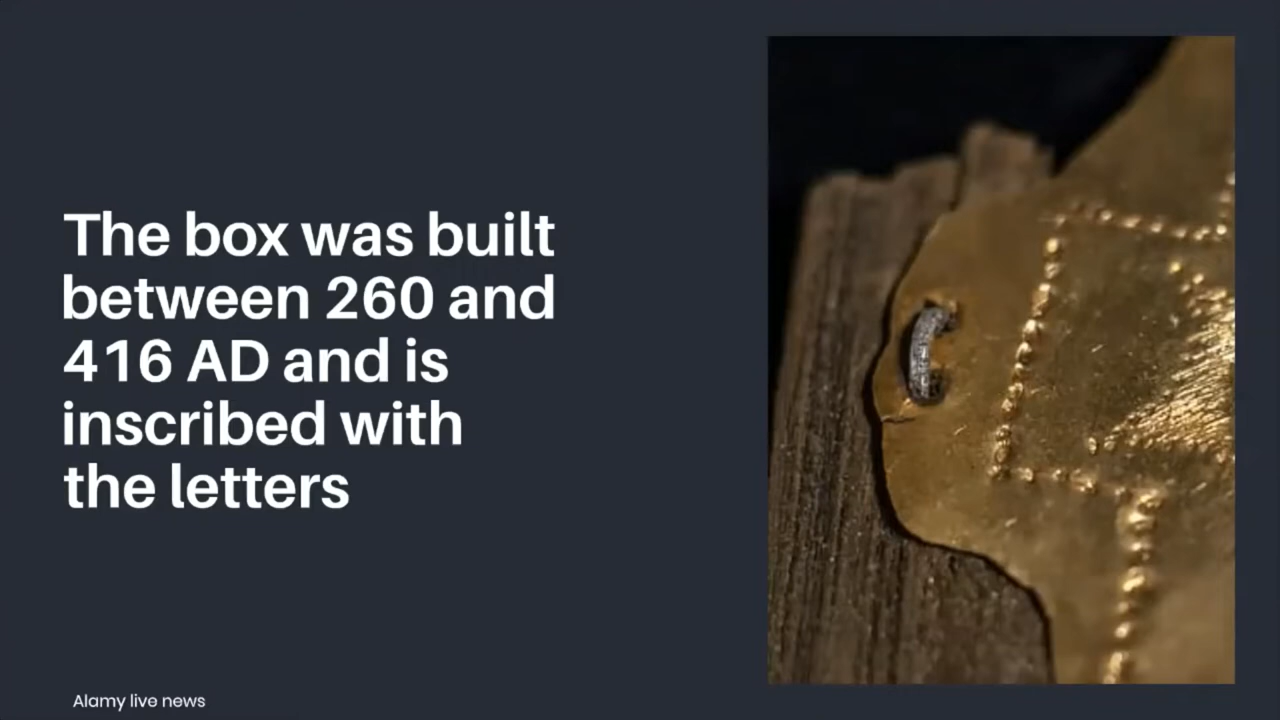 The box was built
between 260 and
416 AD and is
inscribed with
the letters
Alamy live news